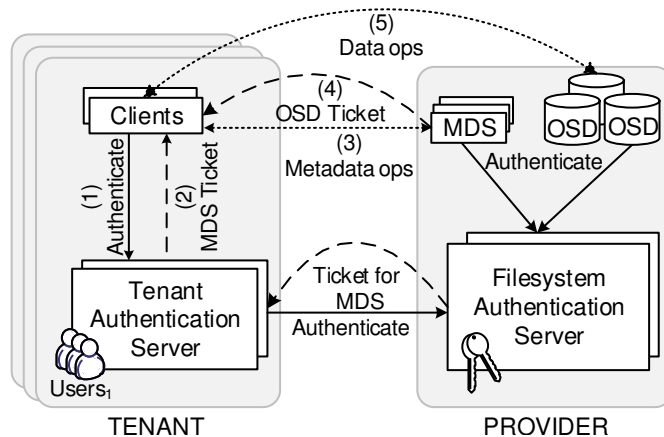 (5)
Data ops
(4)
OSD Ticket
(3)
Metadata ops
Clients
MDS
OSD
OSD
Authenticate
(1)
Authenticate
(2)
MDS Ticket
Tenant
Authentication
Server
Ticket for
MDS
Authenticate
Filesystem
Authentication
Server
Users1
TENANT
PROVIDER